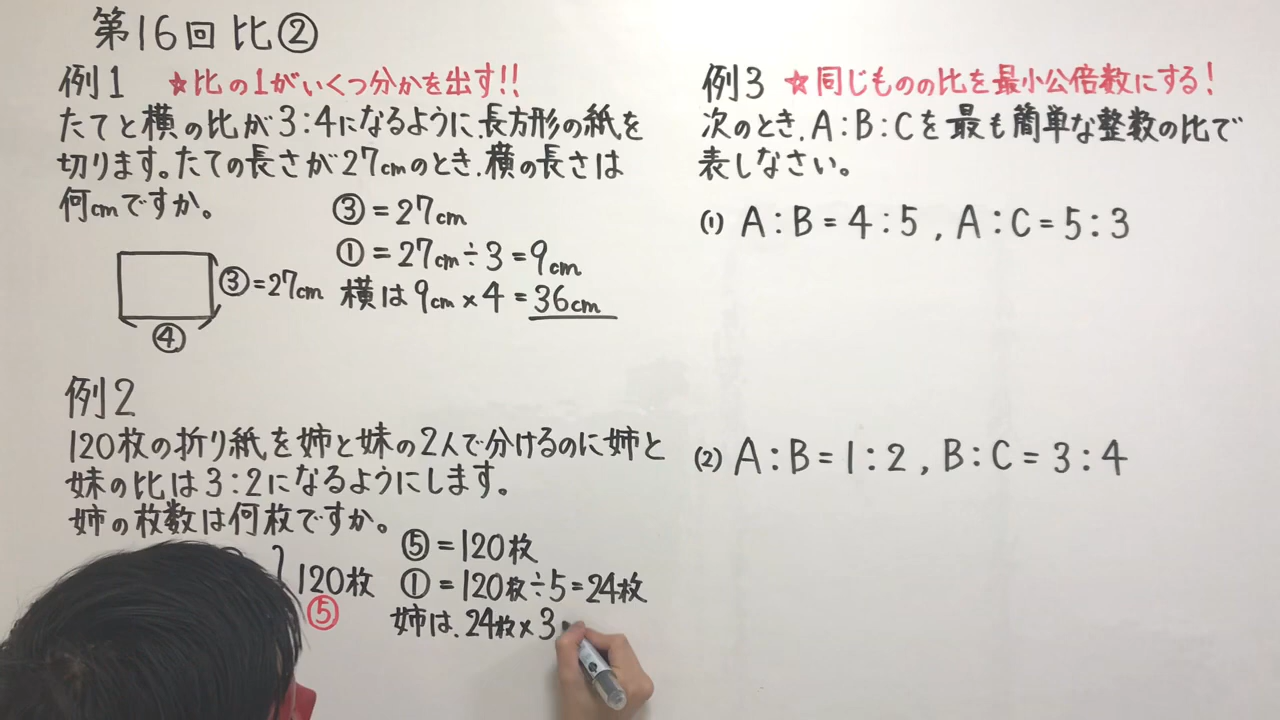 第16回 比②
例1 ☆比の1がいくつ分かを出す!!
たてと横の比が3:4になるように長方形の紙を
切ります。たての長さが27cmのとき、横の長さは
何cmですか。
③=27cm
①=27cm÷3=9cm
横は9cm×4=36cm
③=27cm
④
例2
120枚の折り紙を姉と妹の2人で分けるのに姉と
妹の比は3:2になるようにします。
姉の枚数は何枚ですか。
120枚
⑤
⑤=120枚
①=120枚÷5=24枚
姉は、24枚×3
例3 ☆同じものの比を最小公倍数にする!
次のとき、A:B:Cを最も簡単な整数の比で
表しなさい。
(1) A:B=4:5, A:C=5:3
(2) A:B=1:2, B:C=3:4